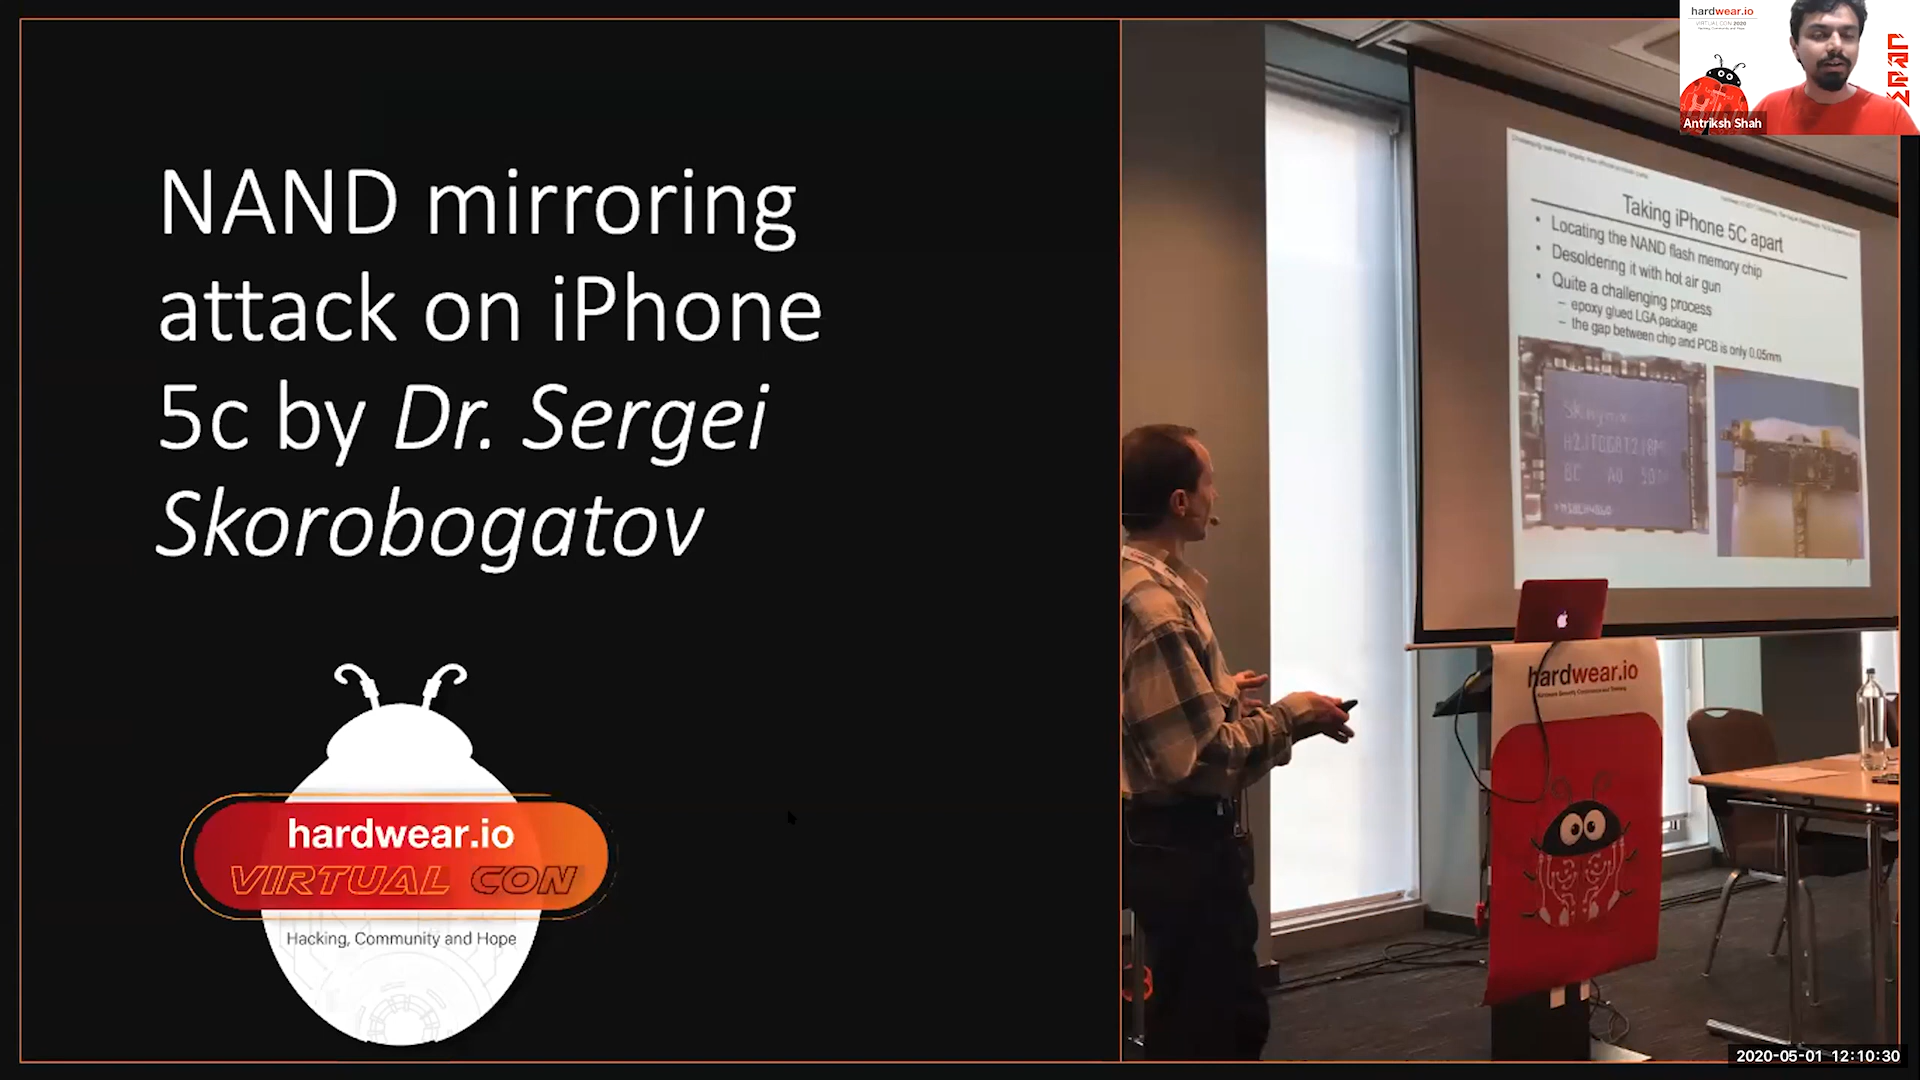 NAND mirroring
attack on iPhone
5c by Dr. Sergei
Skorobogatov
hardwear.io
VIRTUAL CON
Hacking, Community and Hope
Taking iPhone 5C apart
• Locating the NAND flash memory chip
• Desoldering it with hot air gun
• Quite a challenging process
– epoxy glued LGA package
– the gap between chip and PCB is only 0.05mm
hardwear.io
hardwear.io
VIRTUAL CON 2020
Antriksh Shah
2020-05-01 12:10:30